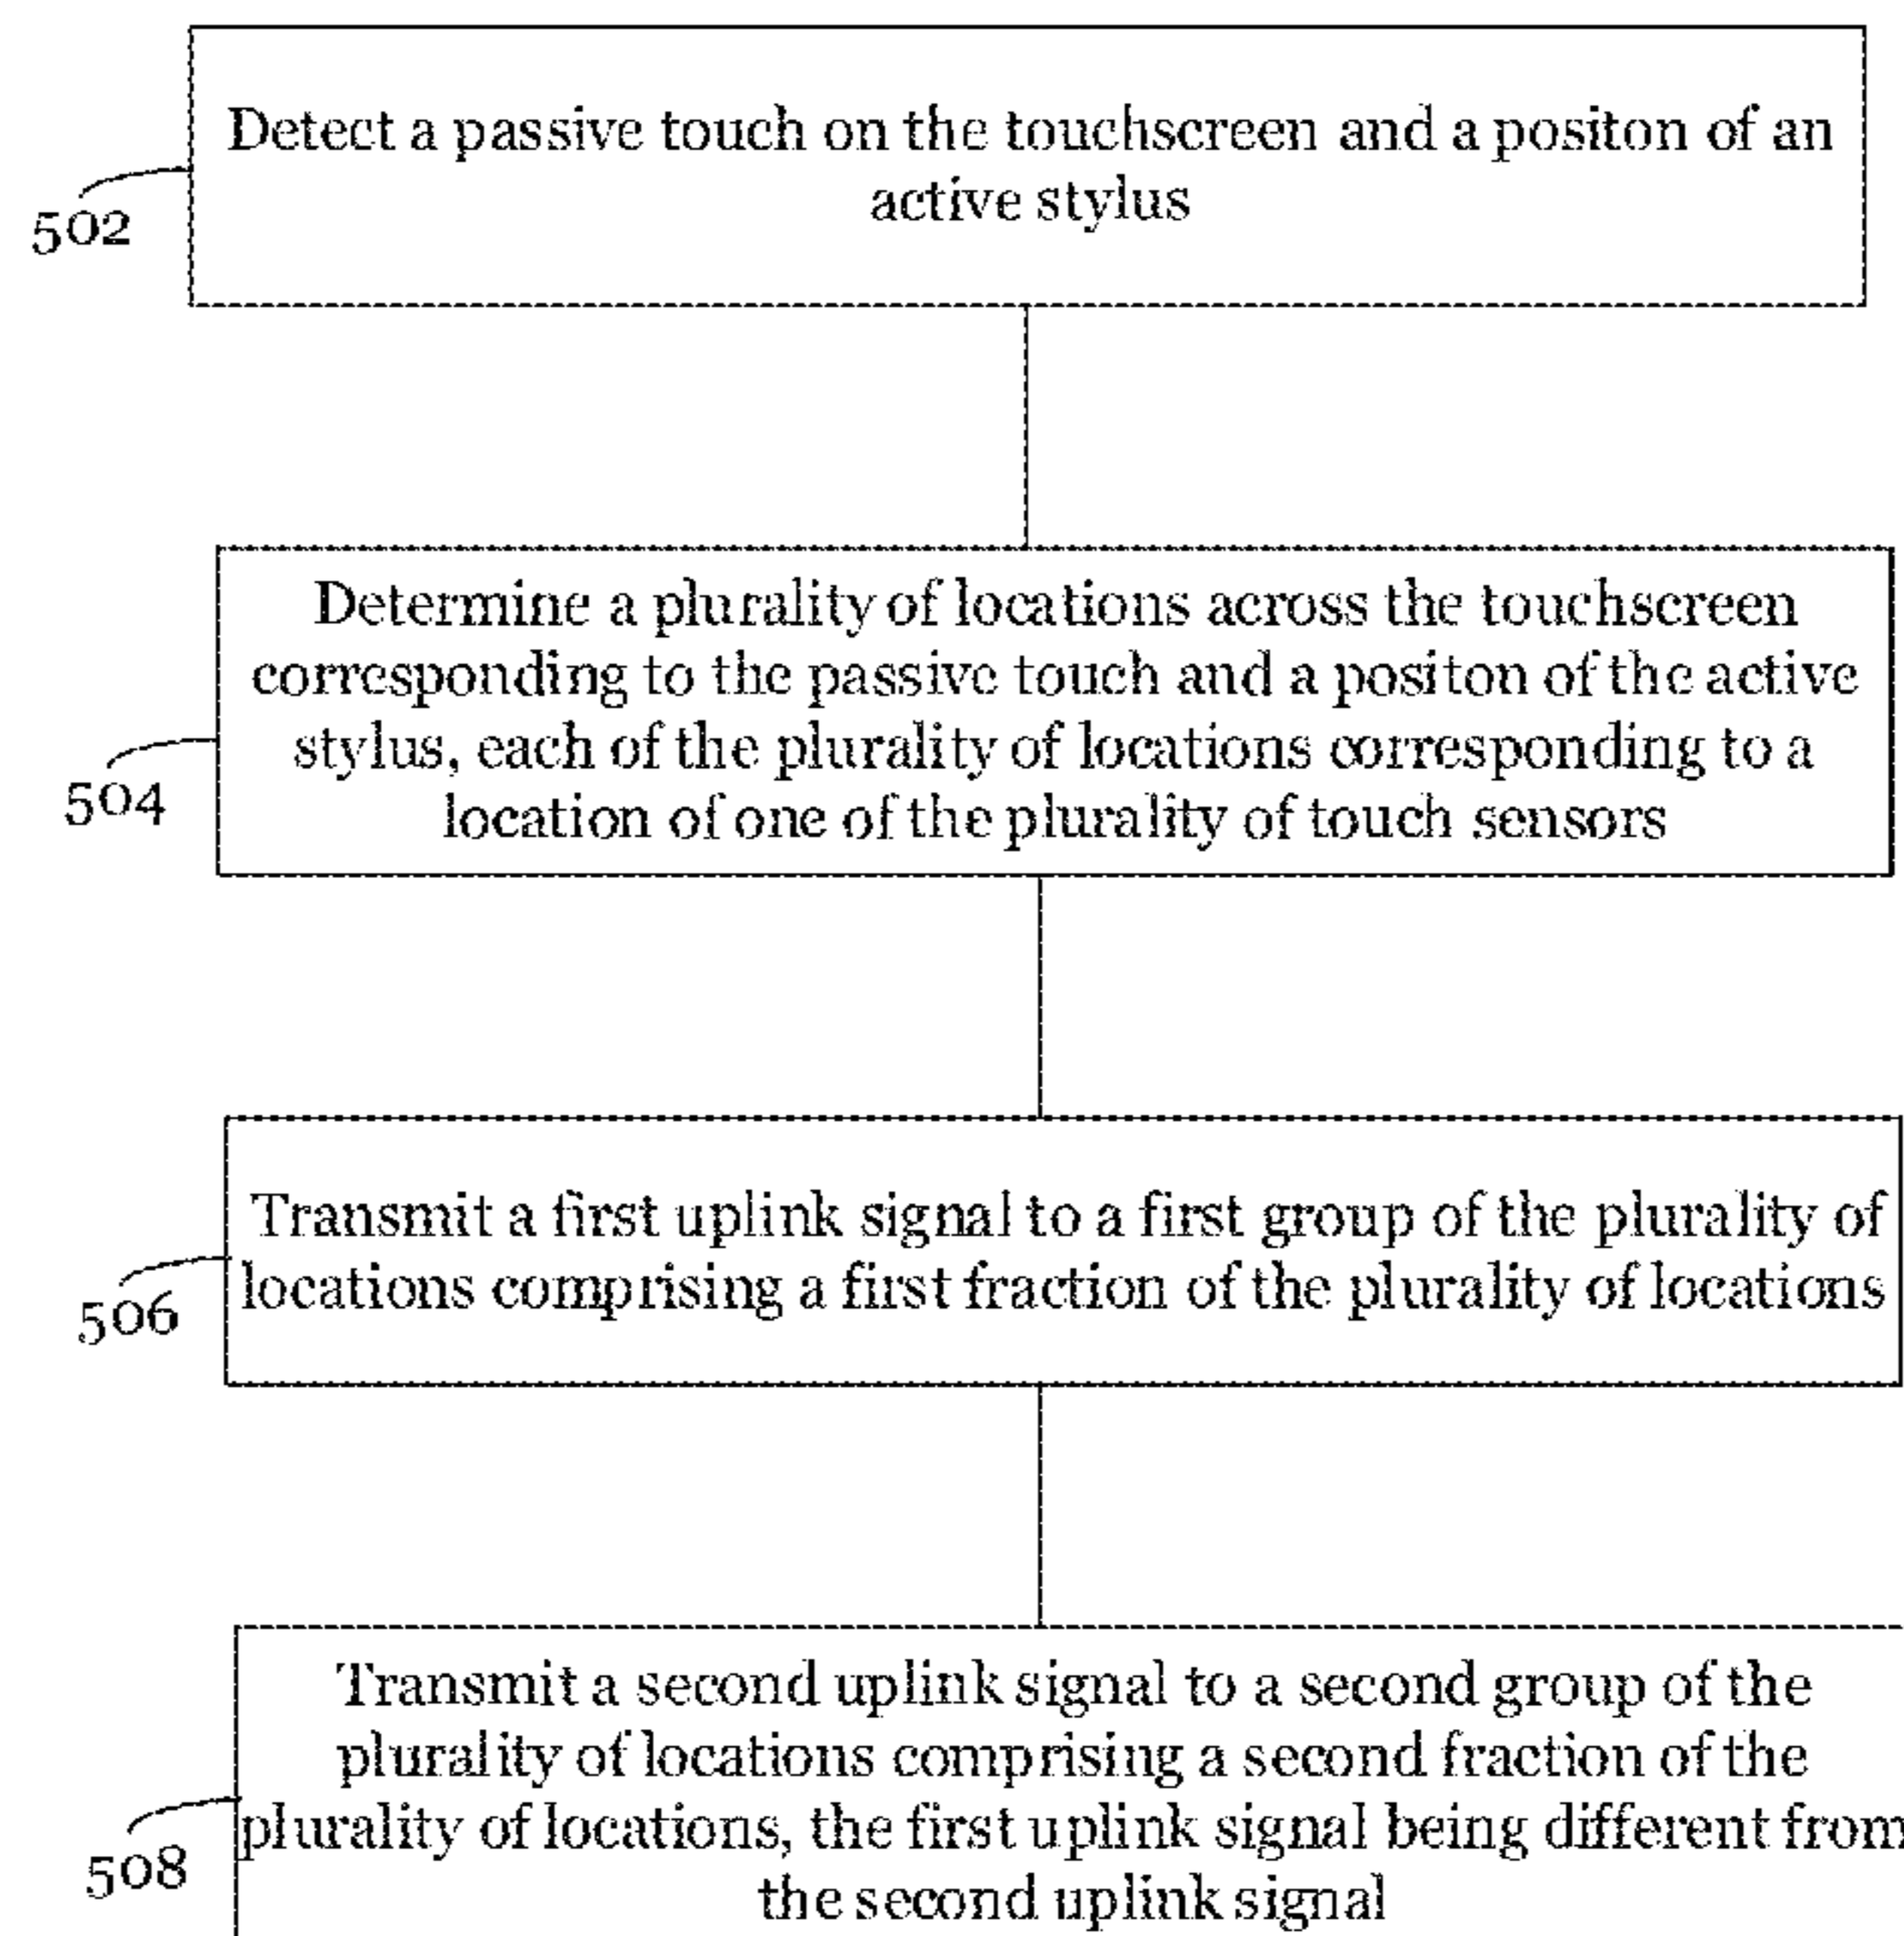 Detect a passive touch on the touchscreen and a positon of an
active stylus
502
Determine a plurality of locations across the touchscreen
corresponding to the passive touch and a positon of the active
stylus, each of the plurality of locations corresponding to a
location of one of the plurality of touch sensors
504
Transmit a first uplink signal to a first group of the plurality of
locations comprising a first fraction of the plurality of locations
506
Transmit a second uplink signal to a second group of the
plurality of locations comprising a second fraction of the
plurality of locations, the first uplink signal being different from
the second uplink signal
508